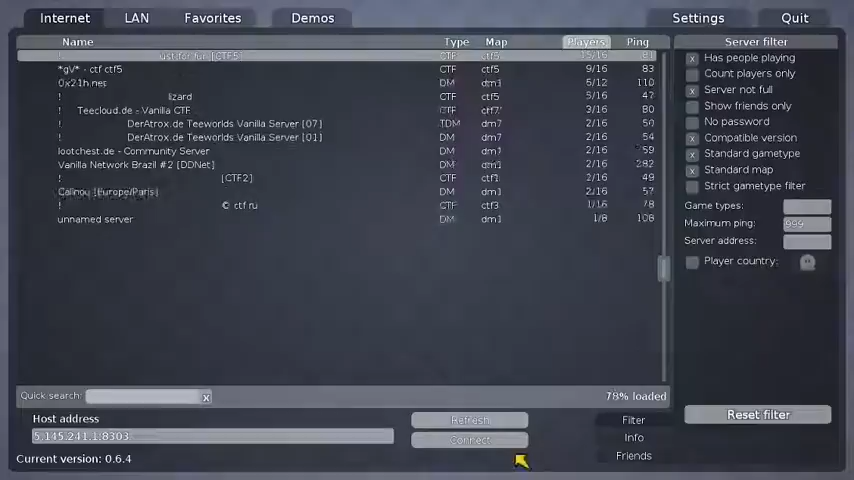 Internet LAN Favorites Demos Settings Quit
Name Type Map Players Ping Server filter
! ust for fun [CTF5] CTF ctf5 15/16 81
*gV* - ctf ctf5 CTF 9/16 83
0x21h.net DM dm1 6/12 110
! lizard CTF ctf5 5/16 47
! Teecloud.de - Vanilla CTF CTF ctf7 3/16 80
DerAtrox.de Teeworlds Vanilla Server [07] TDM dm7 2/16 50
DerAtrox.de Teeworlds Vanilla Server [01] DM dm7 2/16 54
lootchest.de - Community Server DM dm7 2/16 59
Vanilla Network Brazil #2 [DDNet] DM dm1 2/16 282
! [CTF2] CTF ctf1 2/16 49
[Europe/Paris] DM dm1 2/16 57
! © ctf ru CTF ctf3 1/16 78
unnamed server DM dm1 1/8 108
x Has people playing
Count players only
x Server not full
Show friends only
No password
x Compatible version
x Standard gametype
x Standard map
Strict gametype filter
Game types:
Maximum ping: 999
Server address:
Player country:
Quick search: x 78% loaded
Host address Refresh Filter Reset filter
5.145.241.1:8303 Connect Info
Current version: 0.6.4 Friends